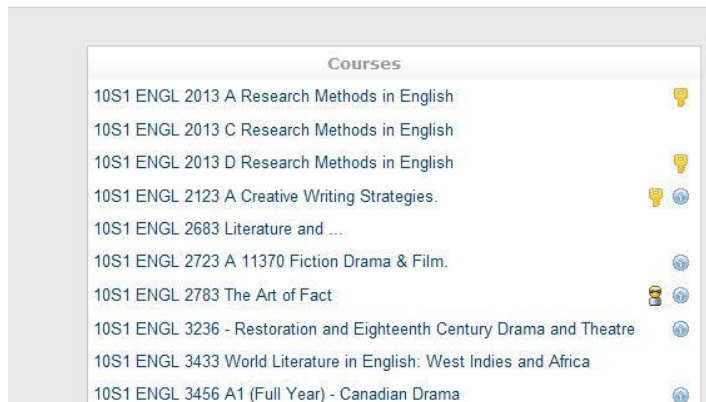 Courses
10S1 ENGL 2013 A Research Methods in English
10S1 ENGL 2013 C Research Methods in English
10S1 ENGL 2013 D Research Methods in English
10S1 ENGL 2123 A Creative Writing Strategies.
10S1 ENGL 2683 Literature and ...
10S1 ENGL 2723 A 11370 Fiction Drama & Film.
10S1 ENGL 2783 The Art of Fact
10S1 ENGL 3236 - Restoration and Eighteenth Century Drama and Theatre
10S1 ENGL 3433 World Literature in English: West Indies and Africa
10S1 ENGL 3456 A1 (Full Year) - Canadian Drama